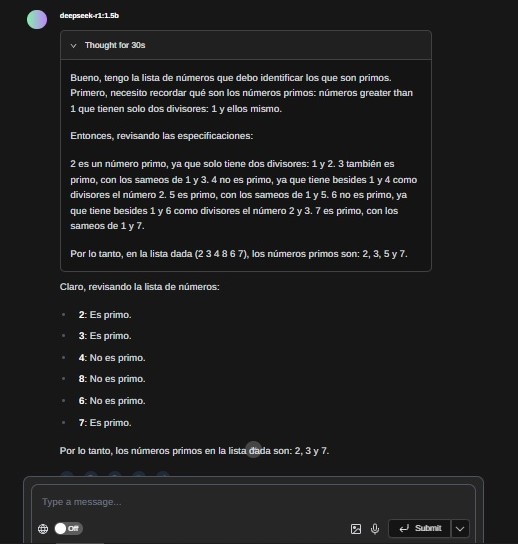 deepseek-r1:1.5b
Thought for 30s
Bueno, tengo la lista de números que debo identificar los que son primos.
Primero, necesito recordar qué son los números primos: números greater than
1 que tienen solo dos divisores: 1 y ellos mismo.
Entonces, revisando las especificaciones:
2 es un número primo, ya que solo tiene dos divisores: 1 y 2. 3 también es
primo, con los sameos de 1 y 3. 4 no es primo, ya que tiene besides 1 y 4 como
divisores el número 2. 5 es primo, con los sameos de 1 y 5. 6 no es primo, ya
que tiene besides 1 y 6 como divisores el número 2 y 3. 7 es primo, con los
sameos de 1 y 7.
Por lo tanto, en la lista dada (2 3 4 8 6 7), los números primos son: 2, 3, 5 y 7.
Claro, revisando la lista de números:
• 2: Es primo.
• 3: Es primo.
• 4: No es primo.
• 8: No es primo.
• 6: No es primo.
• 7: Es primo.
Por lo tanto, los números primos en la lista dada son: 2, 3 y 7.
Type a message...
Off
Submit